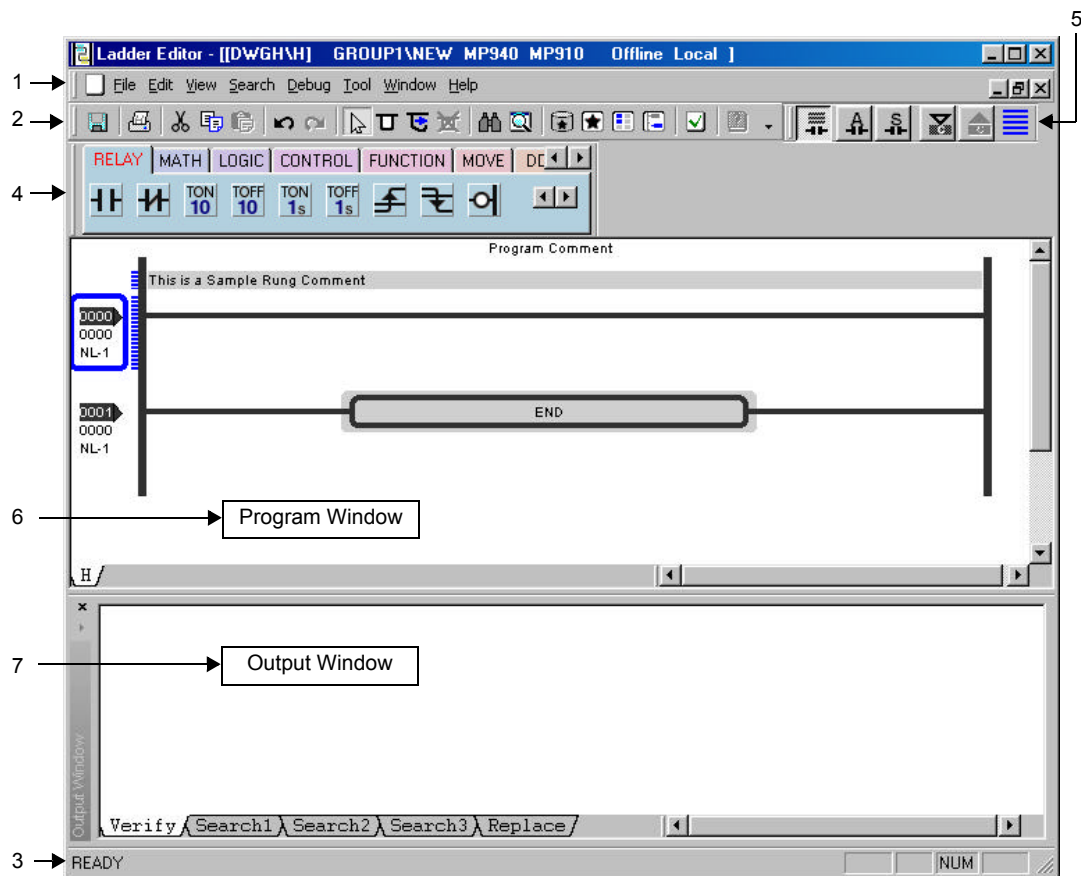 5
Ladder Editor - [[DWGH\H] GROUP1\NEW MP940 MP910 Offline Local ]
1
File Edit View Search Debug Tool Window Help
2
A S
4
RELAY MATH LOGIC CONTROL FUNCTION MOVE
TON 10 TOFF 10 TON 1s TOFF 1s
Program Comment
This is a Sample Rung Comment
0000
0000
NL-1
0001
END
0000
NL-1
6
Program Window
H
7
Output Window
Output Window
Verify Search1 Search2 Search3 Replace
3
READY
NUM